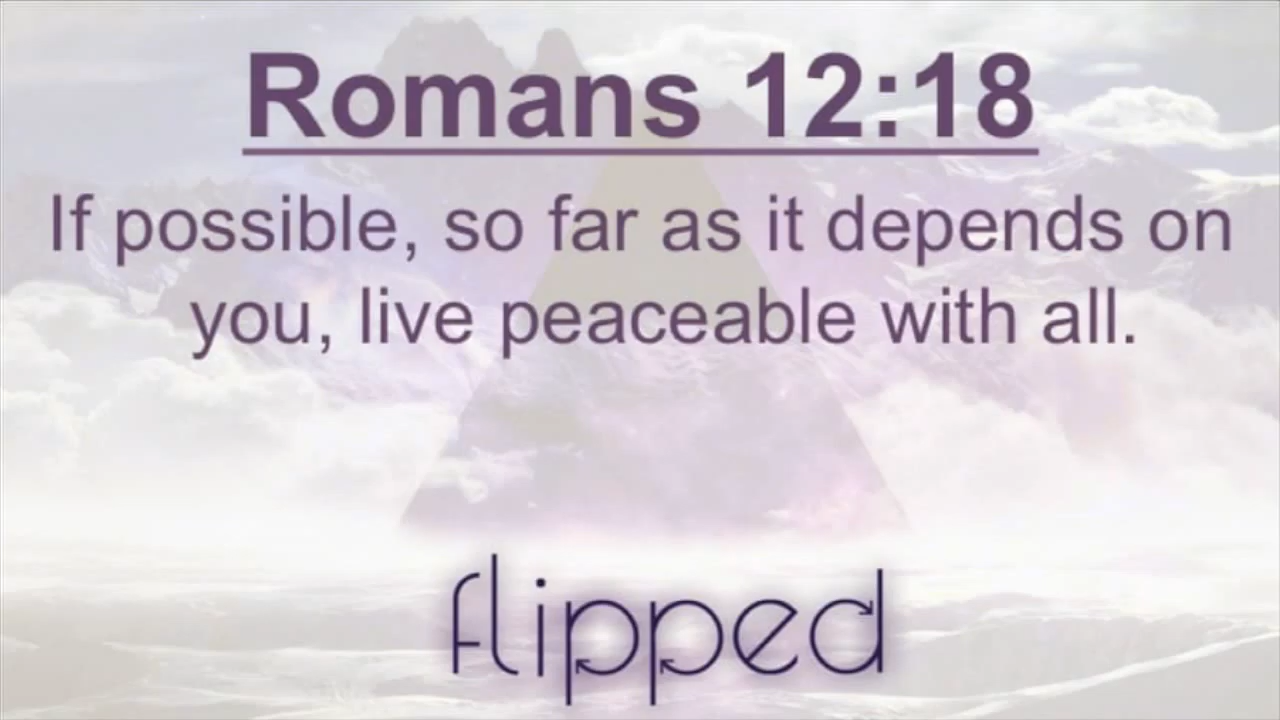 Romans 12:18
If possible, so far as it depends on
you, live peaceable with all.
flipped